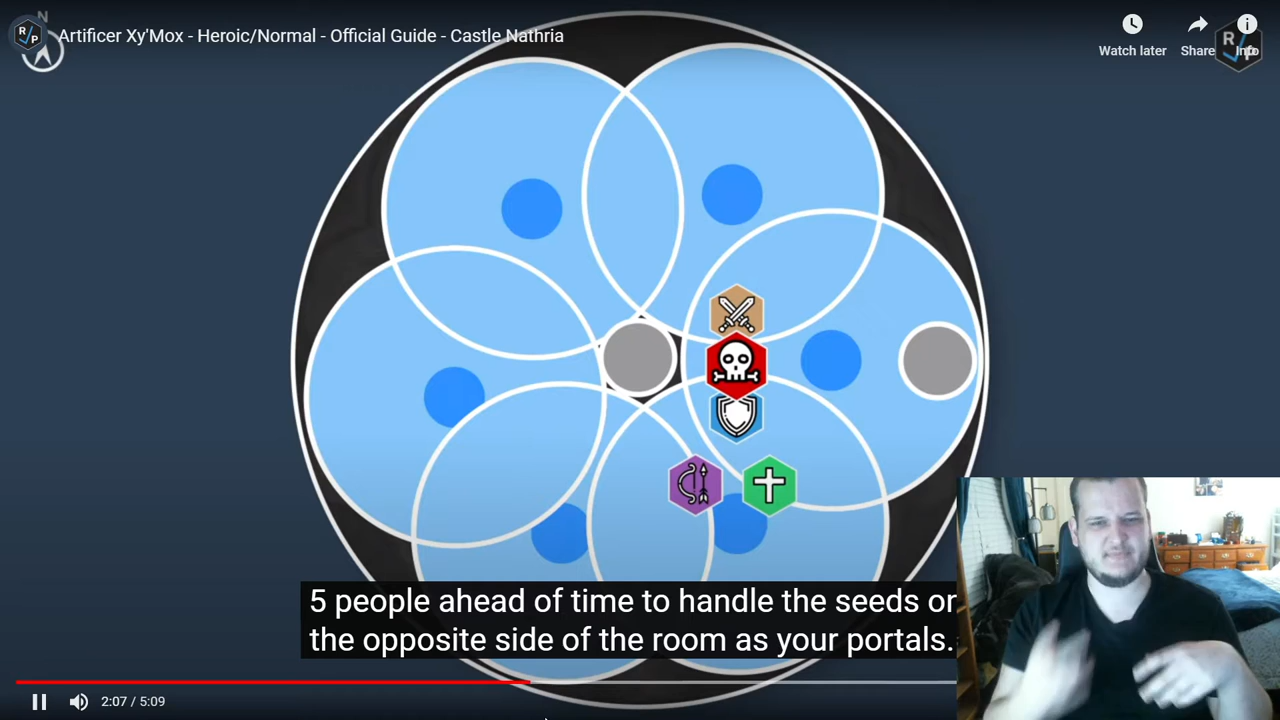 N
R
P
Artificer Xy'Mox - Heroic/Normal - Official Guide - Castle Nathria
Watch later
Share
Info
R
P
5 people ahead of time to handle the seeds on
the opposite side of the room as your portals.
2:07 / 5:09